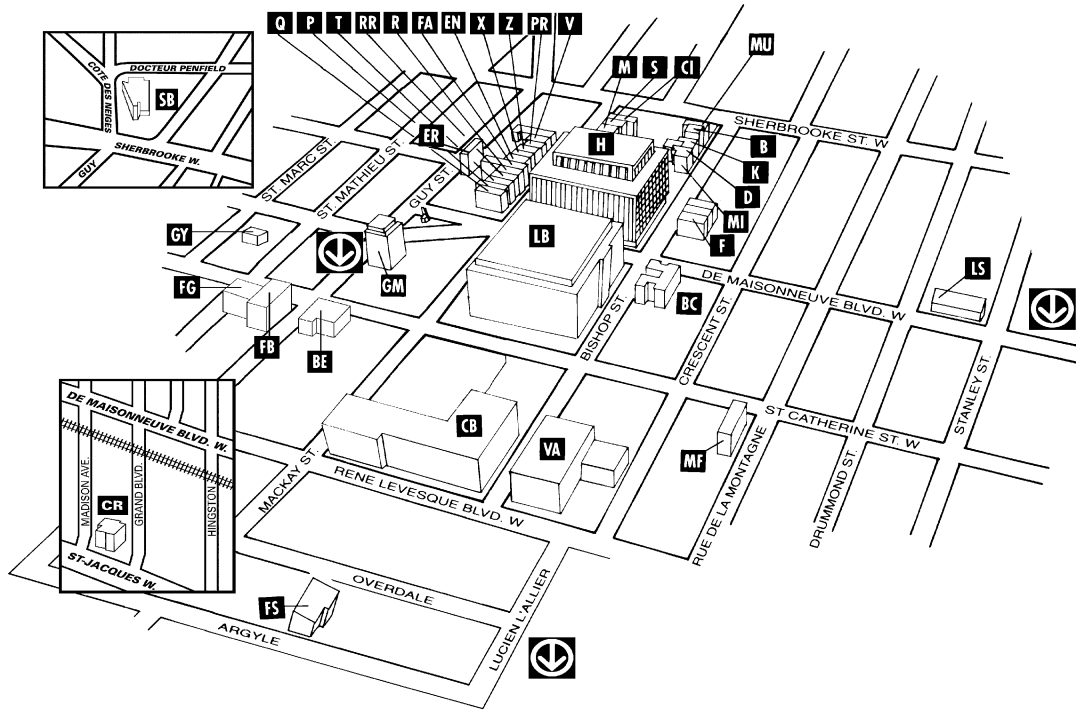 Q P T RR R FA EN X Z PR V
M S CI MU
DOCTEUR PENFIELD
COTE DES NEIGES
SB
SHERBROOKE W.
GUY
ER
H
SHERBROOKE ST. W
B
K
D
MI
F
ST. MARC ST.
ST. MATHIEU ST.
GUY ST.
GY
LB
GM
FG
FB
BE
BC
DE MAISONNEUVE BLVD. W
LS
BISHOP ST.
CRESCENT ST.
STANLEY ST.
DE MAISONNEUVE BLVD. W.
MADISON AVE.
GRAND BLVD.
HINGSTON
CR
ST-JACQUES W.
CB
VA
MF
ST CATHERINE ST. W
MACKAY ST.
RENE LEVESQUE BLVD. W
RUE DE LA MONTAGNE
DRUMMOND ST.
OVERDALE
FS
ARGYLE
LUCIEN L'ALLIER